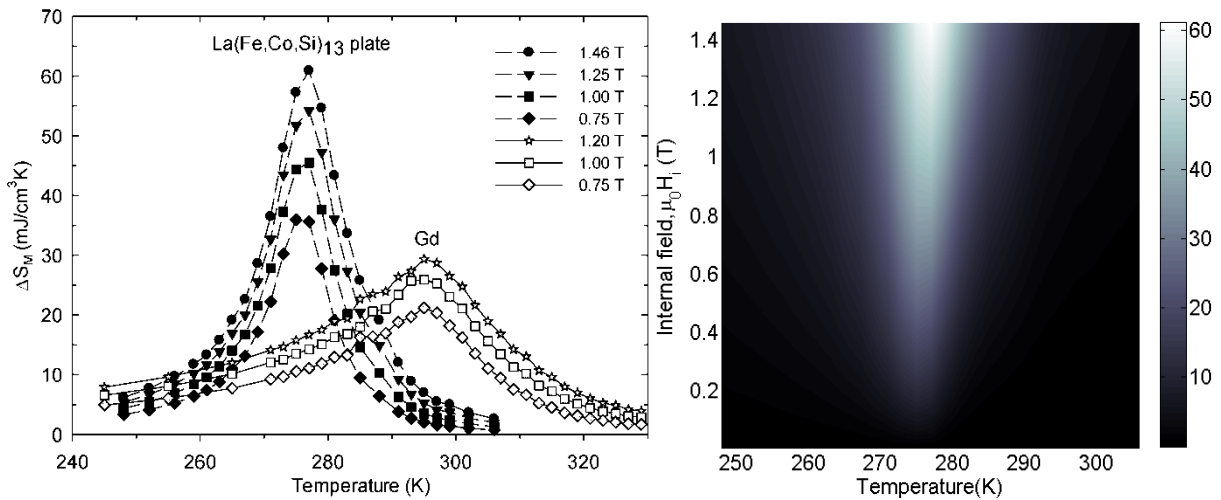 La(Fe,Co,Si)13 plate
1.46 T
1.25 T
1.00 T
0.75 T
1.20 T
1.00 T
0.75 T
Gd
70
60
50
40
30
20
10
0
ΔSM (mJ/cm3K)
240
260
280
300
320
Temperature (K)
1.4
1.2
1
0.8
0.6
0.4
0.2
Internal field,μ0Hi (T)
250
260
270
280
290
300
Temperature(K)
60
50
40
30
20
10